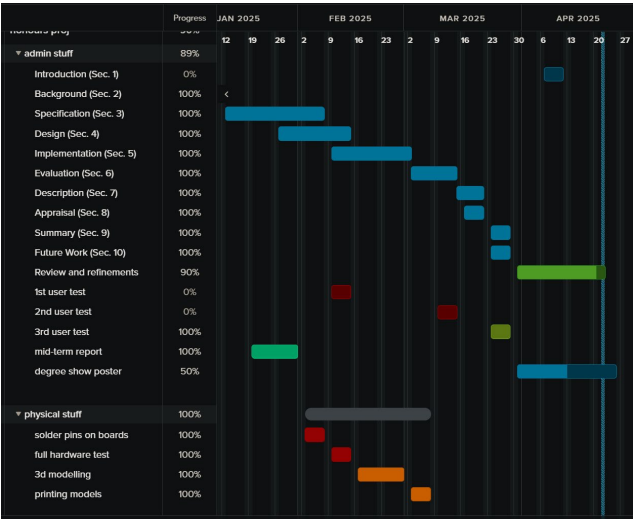 Progress JAN 2025 FEB 2025 MAR 2025 APR 2025
12 19 26 2 9 16 23 2 9 16 23 30 6 13 20 27
admin stuff 89%
Introduction (Sec. 1) 0%
Background (Sec. 2) 100%
Specification (Sec. 3) 100%
Design (Sec. 4) 100%
Implementation (Sec. 5) 100%
Evaluation (Sec. 6) 100%
Description (Sec. 7) 100%
Appraisal (Sec. 8) 100%
Summary (Sec. 9) 100%
Future Work (Sec. 10) 100%
Review and refinements 90%
1st user test 0%
2nd user test 0%
3rd user test 100%
mid-term report 100%
degree show poster 50%
physical stuff 100%
solder pins on boards 100%
full hardware test 100%
3d modelling 100%
printing models 100%